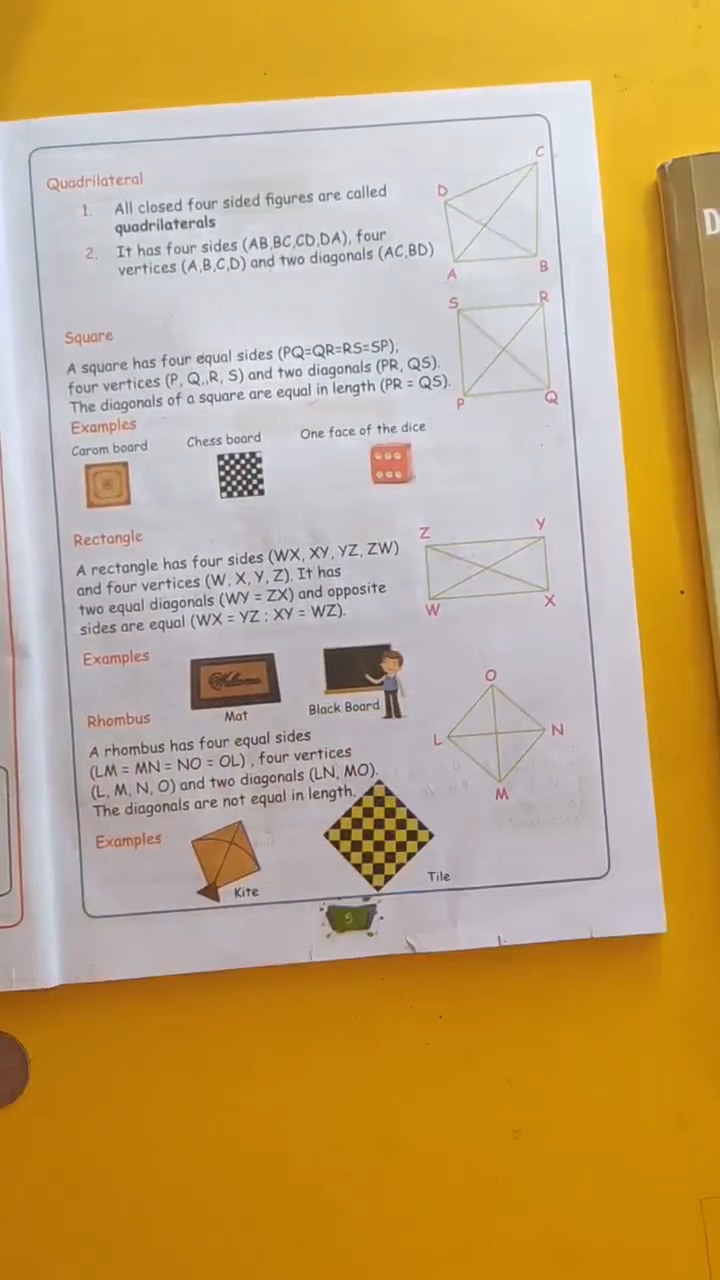 Quadrilateral
1. All closed four sided figures are called
quadrilaterals
2. It has four sides (AB,BC,CD,DA), four
vertices (A,B,C,D) and two diagonals (AC,BD)
D
C
A
B
Square
A square has four equal sides (PQ=QR=RS=SP),
four vertices (P, Q,,R, S) and two diagonals (PR, QS).
The diagonals of a square are equal in length (PR = QS).
S
R
P
Q
Examples
Carom board
Chess board
One face of the dice
Rectangle
A rectangle has four sides (WX, XY, YZ, ZW)
and four vertices (W, X, Y, Z). It has
two equal diagonals (WY = ZX) and opposite
sides are equal (WX = YZ ; XY = WZ).
Z
Y
W
X
Examples
Welcome
Mat
Black Board
Rhombus
A rhombus has four equal sides
(LM = MN = NO = OL) , four vertices
(L, M, N, O) and two diagonals (LN, MO).
The diagonals are not equal in length.
O
L
N
M
Examples
Kite
Tile
5
D